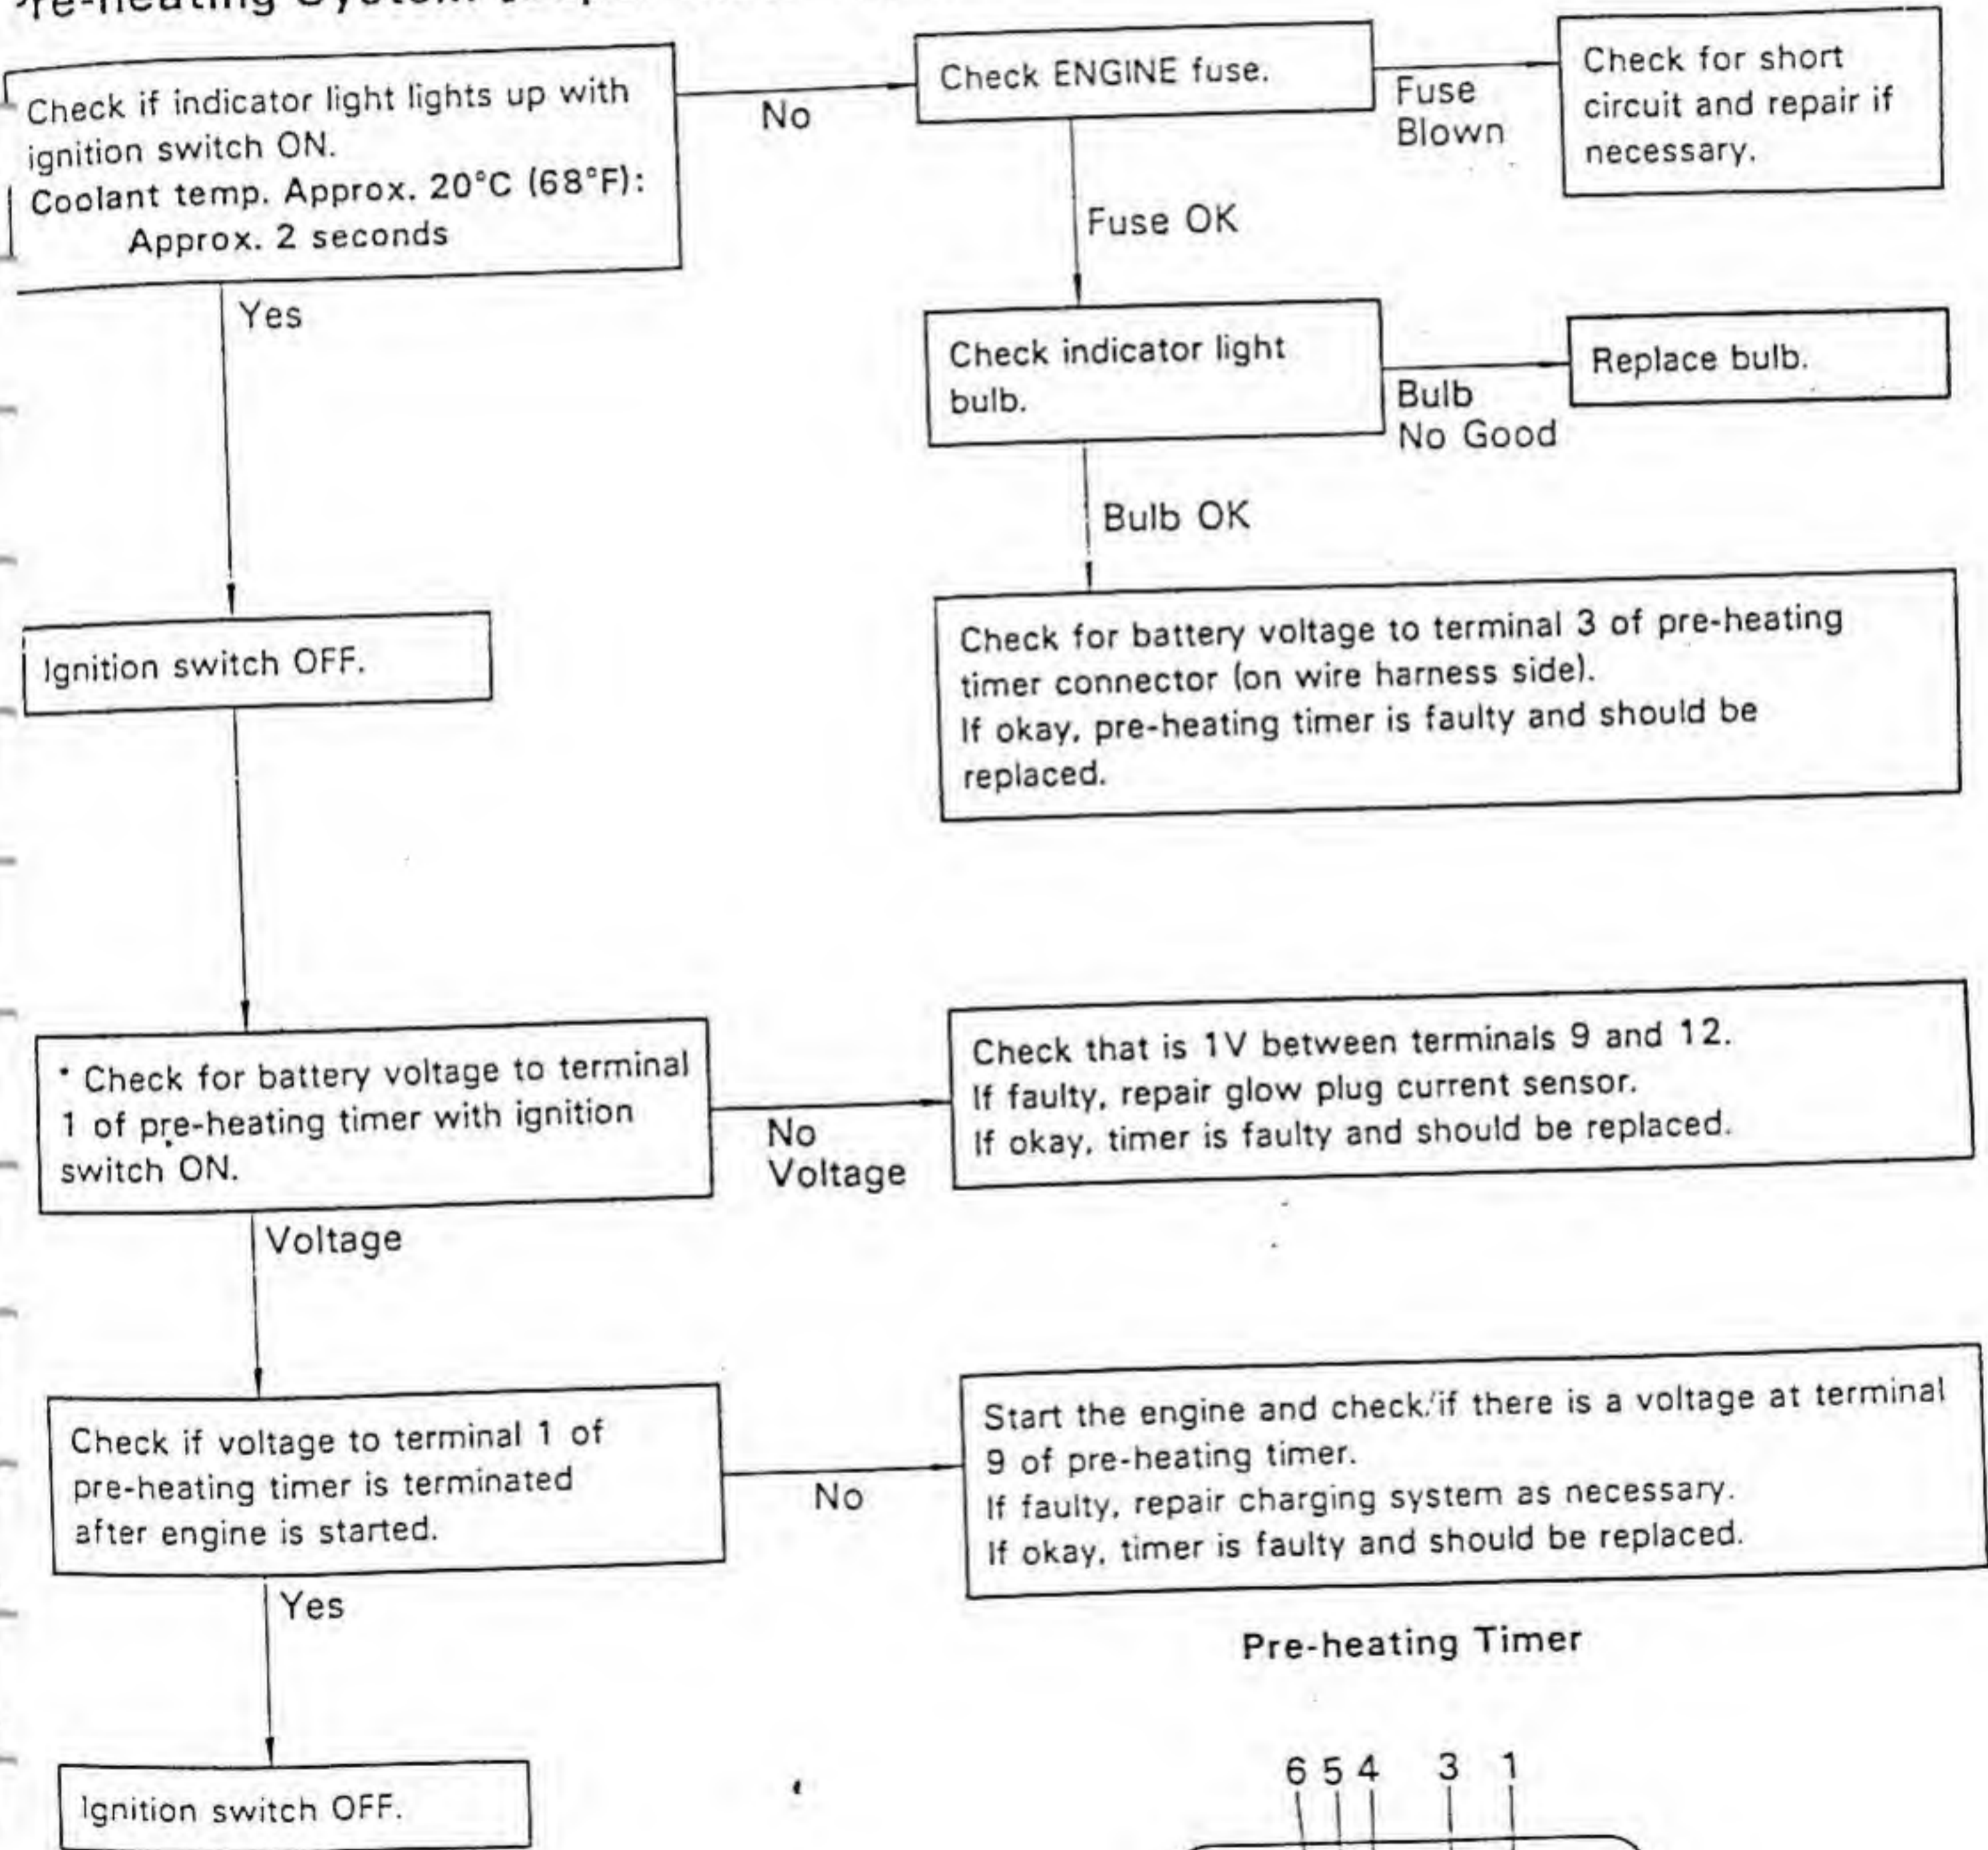 Pre-heating System
Check if indicator light lights up with
ignition switch ON.
Coolant temp. Approx. 20°C (68°F):
Approx. 2 seconds
No
Check ENGINE fuse.
Fuse
Blown
Check for short
circuit and repair if
necessary.
Fuse OK
Yes
Check indicator light
bulb.
Bulb
No Good
Replace bulb.
Bulb OK
Ignition switch OFF.
Check for battery voltage to terminal 3 of pre-heating
timer connector (on wire harness side).
If okay, pre-heating timer is faulty and should be
replaced.
* Check for battery voltage to terminal
1 of pre-heating timer with ignition
switch ON.
No
Voltage
Check that is 1V between terminals 9 and 12.
If faulty, repair glow plug current sensor.
If okay, timer is faulty and should be replaced.
Voltage
Check if voltage to terminal 1 of
pre-heating timer is terminated
after engine is started.
No
Start the engine and check if there is a voltage at terminal
9 of pre-heating timer.
If faulty, repair charging system as necessary.
If okay, timer is faulty and should be replaced.
Yes
Pre-heating Timer
6 5 4 3 1
Ignition switch OFF.